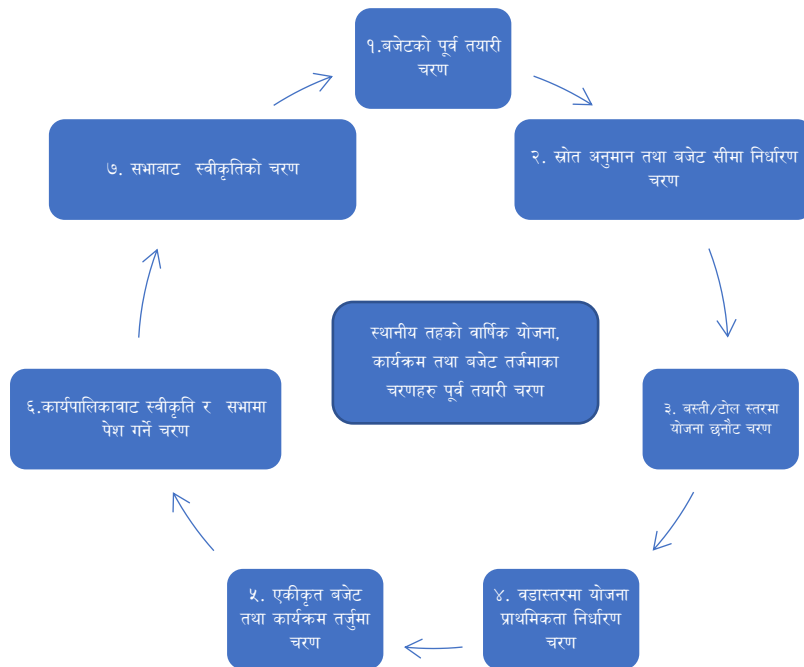 १.बजेटको पूर्व तयारी
चरण
२. स्रोत अनुमान तथा बजेट सीमा निर्धारण
चरण
३. बस्ती/टोल स्तरमा
योजना छनौट चरण
४. वडास्तरमा योजना
प्राथमिकता निर्धारण
चरण
५. एकीकृत बजेट
तथा कार्यक्रम तर्जुमा
चरण
६.कार्यपालिकावाट स्वीकृति र सभामा
पेश गर्ने चरण
७. सभाबाट स्वीकृतिको चरण
स्थानीय तहको वार्षिक योजना,
कार्यक्रम तथा बजेट तर्जमाका
चरणहरु पूर्व तयारी चरण